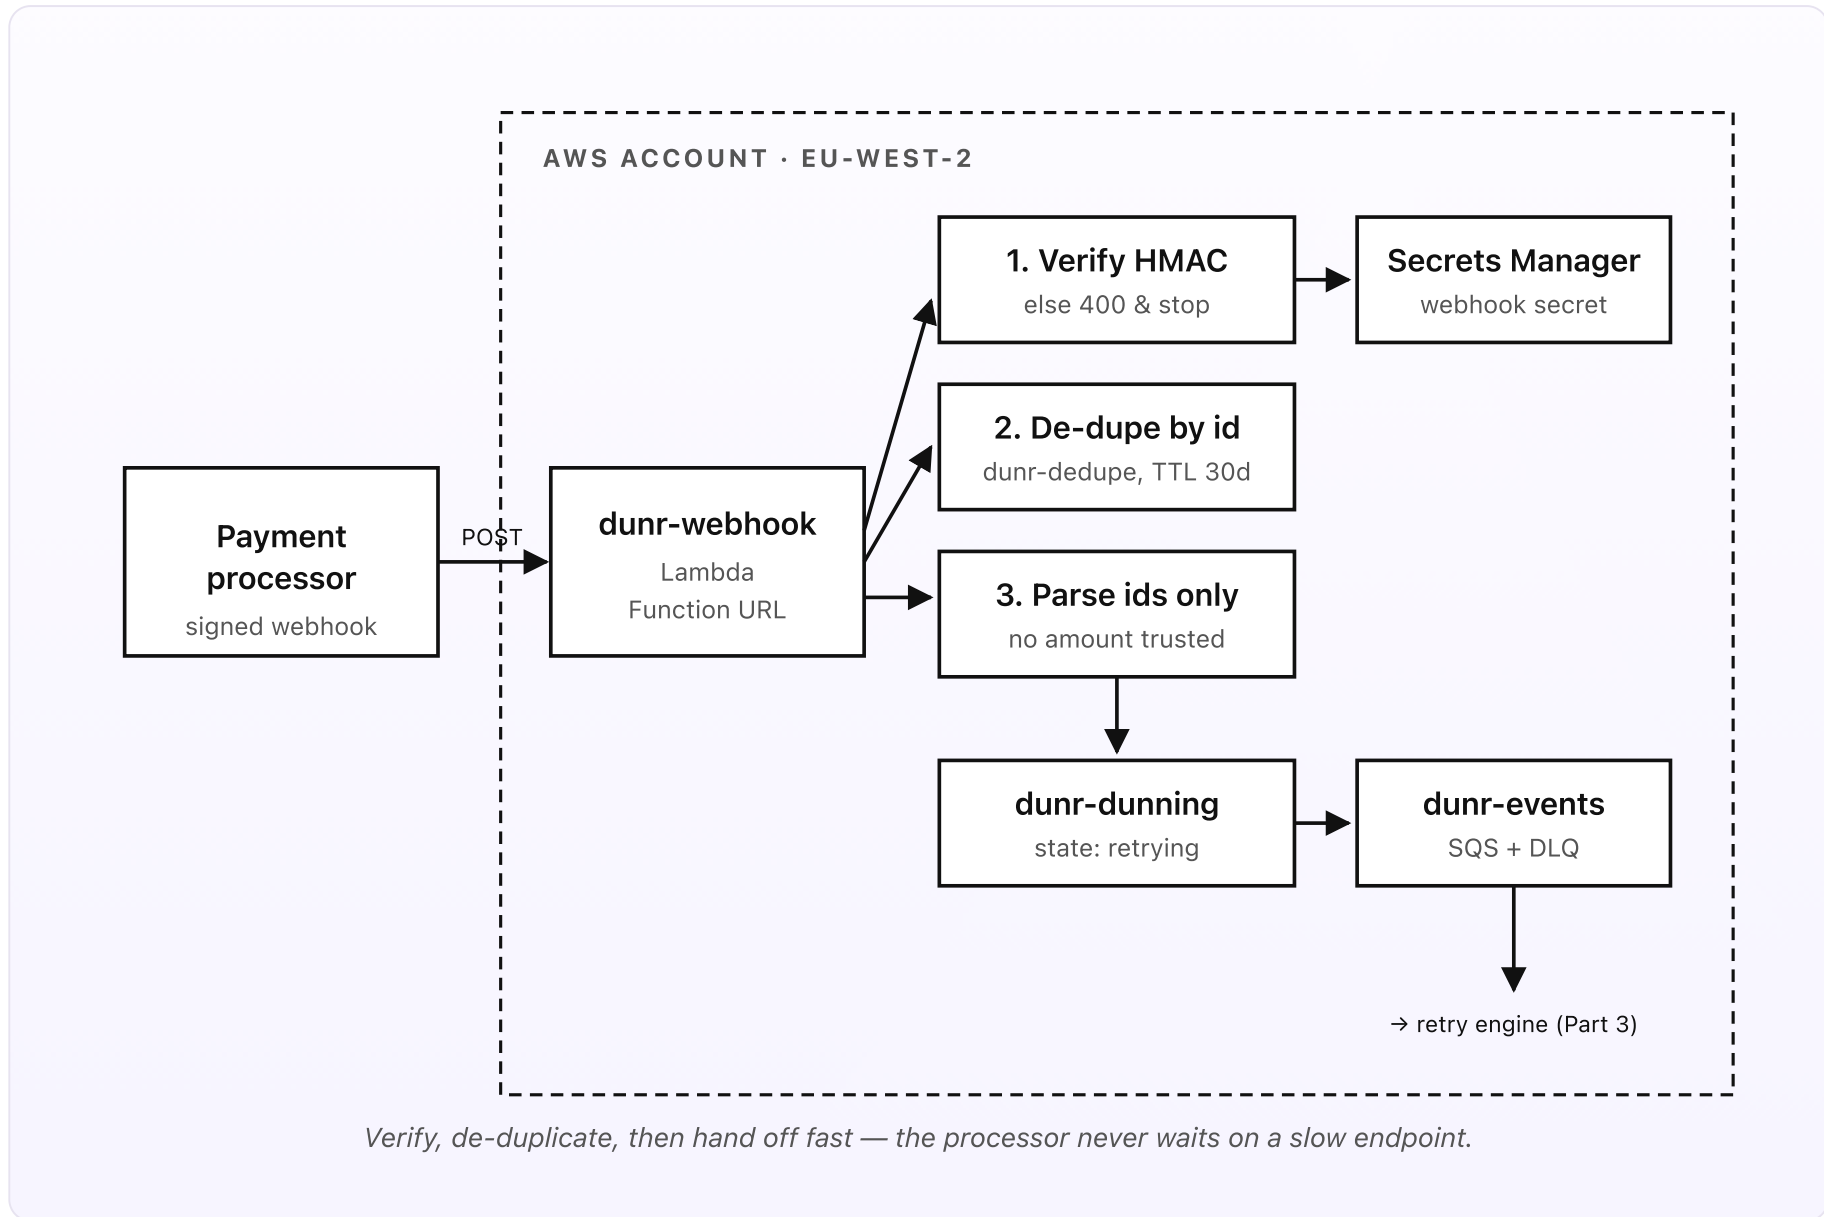 AWS ACCOUNT · EU-WEST-2
1. Verify HMAC
else 400 & stop
Secrets Manager
webhook secret
2. De-dupe by id
dunr-dedupe, TTL 30d
Payment
processor
signed webhook
POST
dunr-webhook
Lambda
Function URL
3. Parse ids only
no amount trusted
dunr-dunning
state: retrying
dunr-events
SQS + DLQ
→ retry engine (Part 3)
Verify, de-duplicate, then hand off fast — the processor never waits on a slow endpoint.